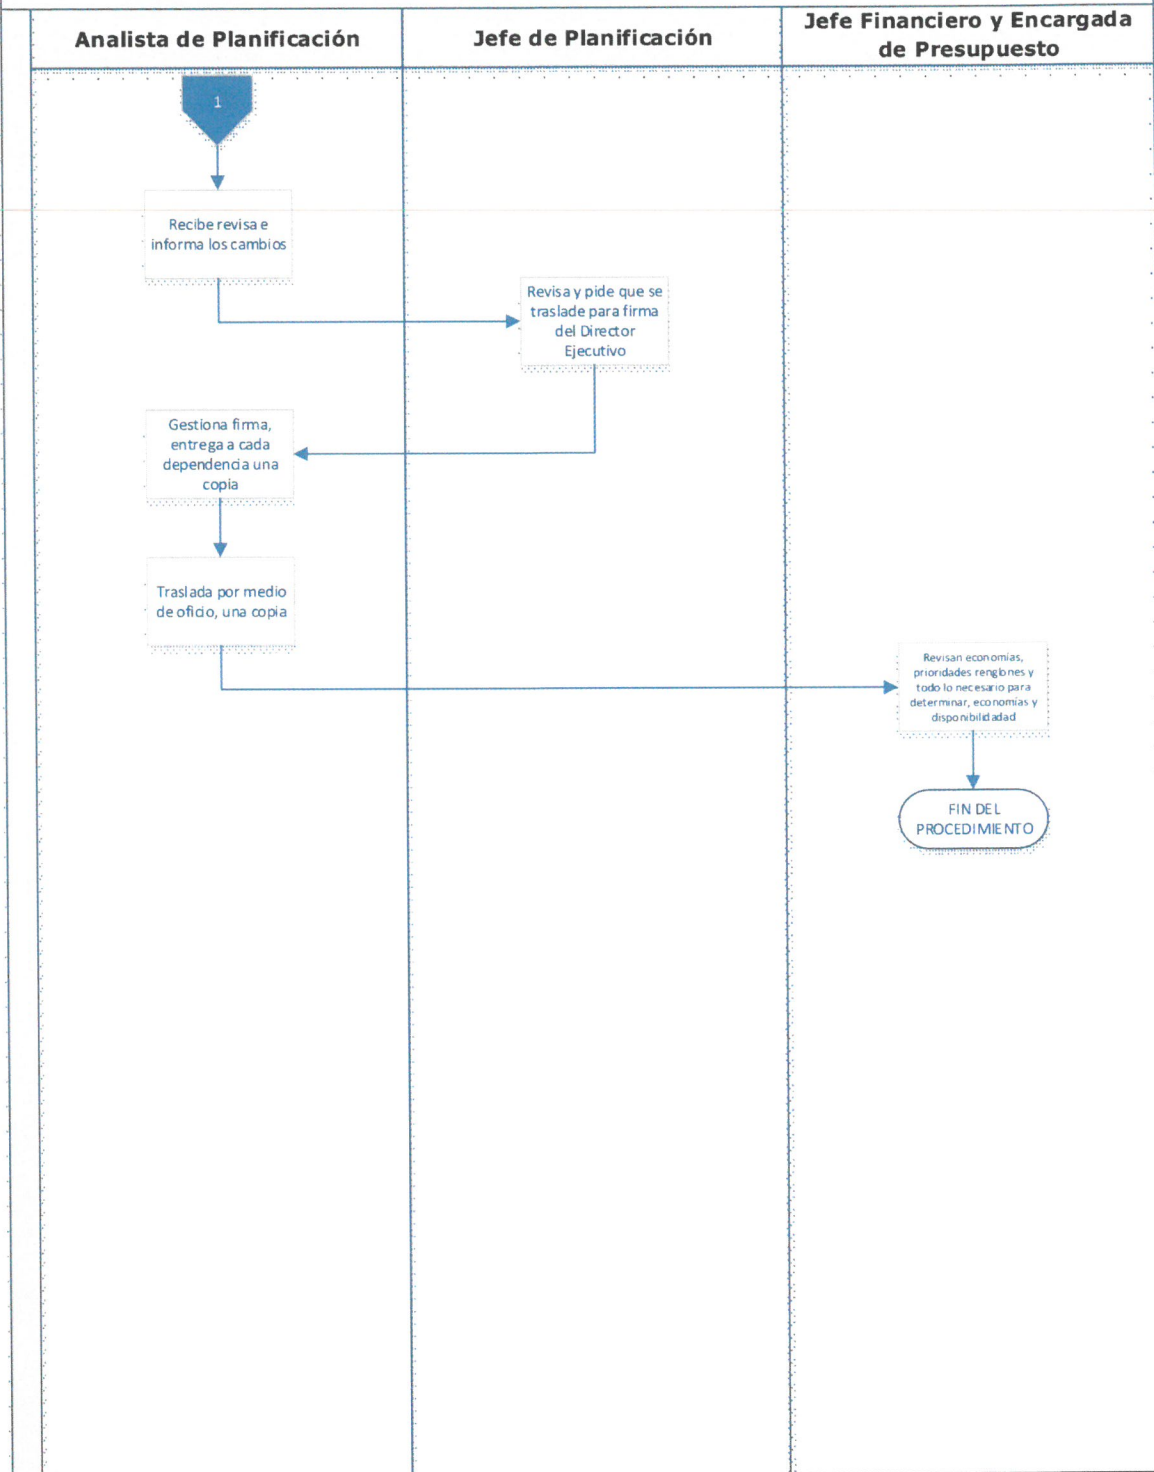 Analista de Planificación
Jefe de Planificación
Jefe Financiero y Encargada
de Presupuesto
1
Recibe revisa e
informa los cambios
Revisa y pide que se
traslade para firma
del Director
Ejecutivo
Gestiona firma,
entrega a cada
dependencia una
copia
Traslada por medio
de oficio, una copia
Revisan economías,
prioridades renglones y
todo lo necesario para
determinar, economías y
disponibilidadad
FIN DEL
PROCEDIMIENTO